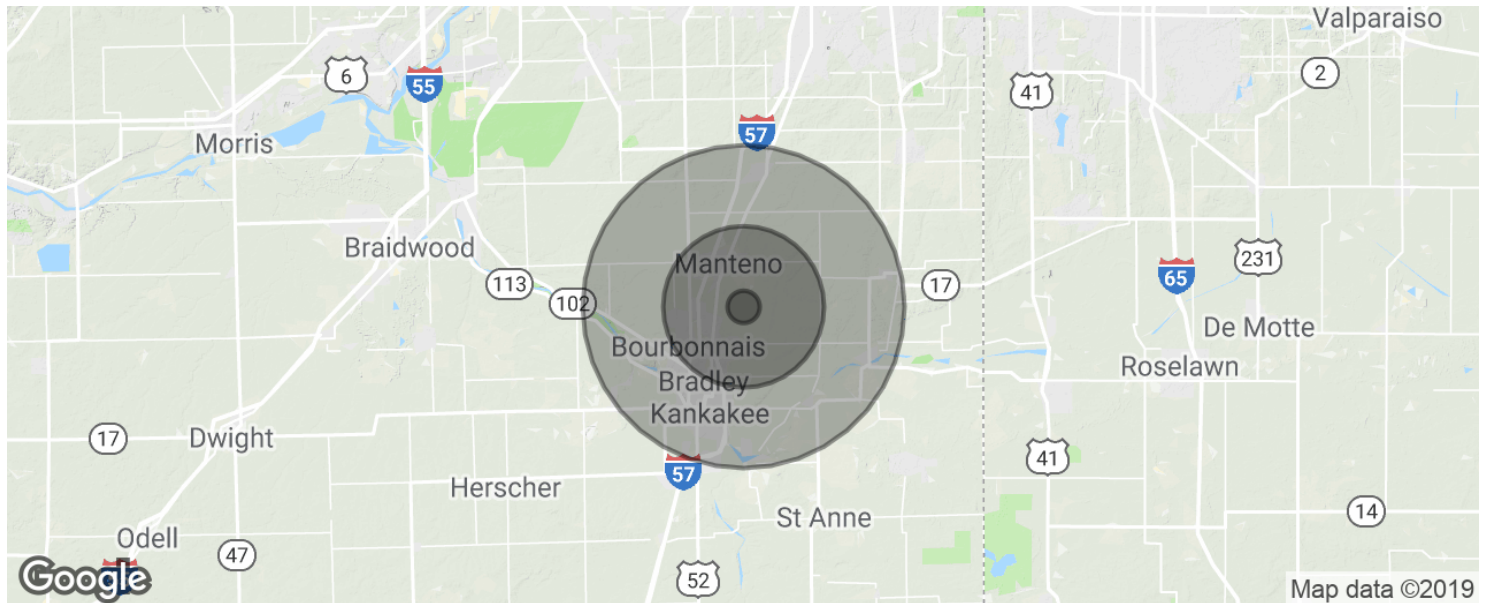 Valparaiso
6
55
41
2
57
Morris
Braidwood
Manteno
231
113
17
65
102
De Motte
Bourbonnais
Roselawn
Bradley
Kankakee
17
Dwight
41
57
Herscher
St Anne
14
Odell
47
52
Google
Map data ©2019